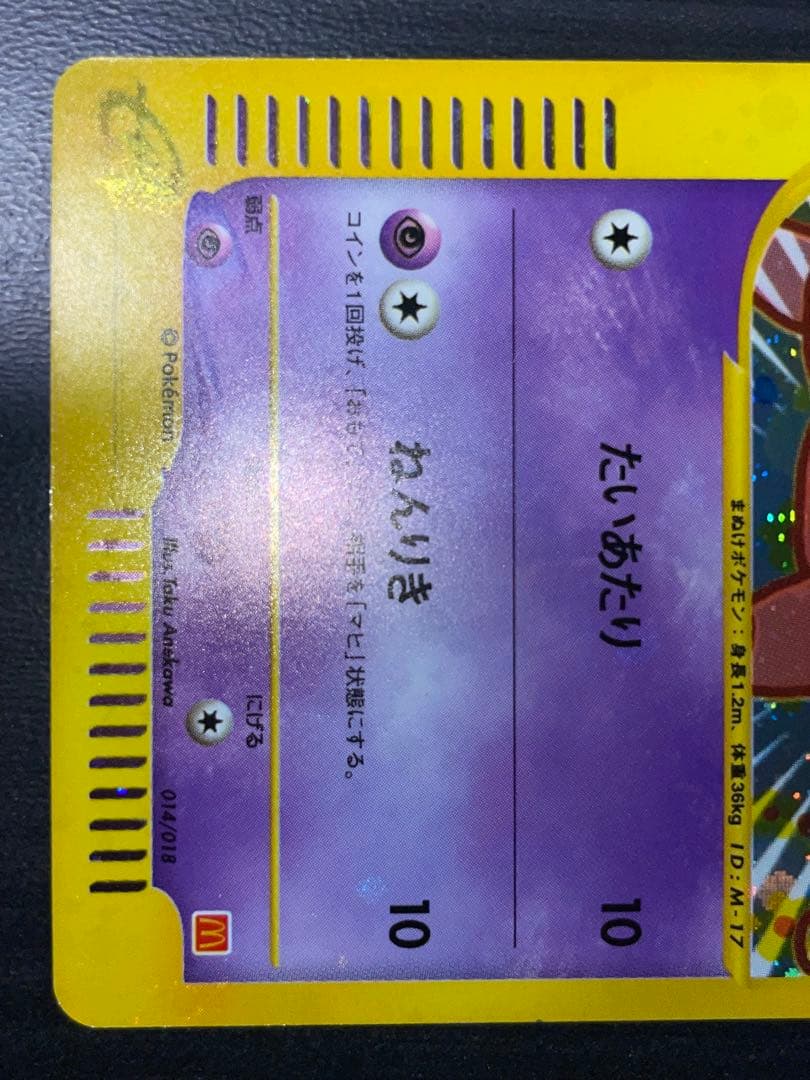 まぬけポケモン：身長1.2m、体重36kg ID:M-17
たいあたり 10
ねんりき 10
コインを1回投げ、「おもて」 相手を「マヒ」状態にする。
弱点 にげる
© Pokémon Illus. Taku Anekawa 014/018
M